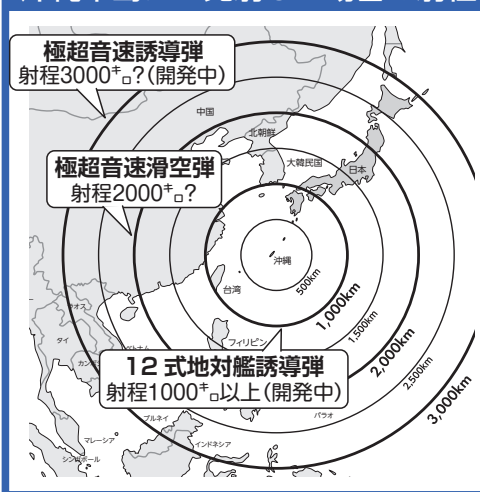 極超音速誘導弾
射程3000㌔?(開発中)
中国
北朝鮮
大韓民国
日本
極超音速滑空弾
射程2000㌔?
沖縄
台湾
500km
1,000km
1,500km
2,000km
2,500km
3,000km
ラオス
タイ
フィリピン
12式地対艦誘導弾
射程1000㌔以上(開発中)
ブルネイ
パラオ
マレーシア
インドネシア
シンガポール